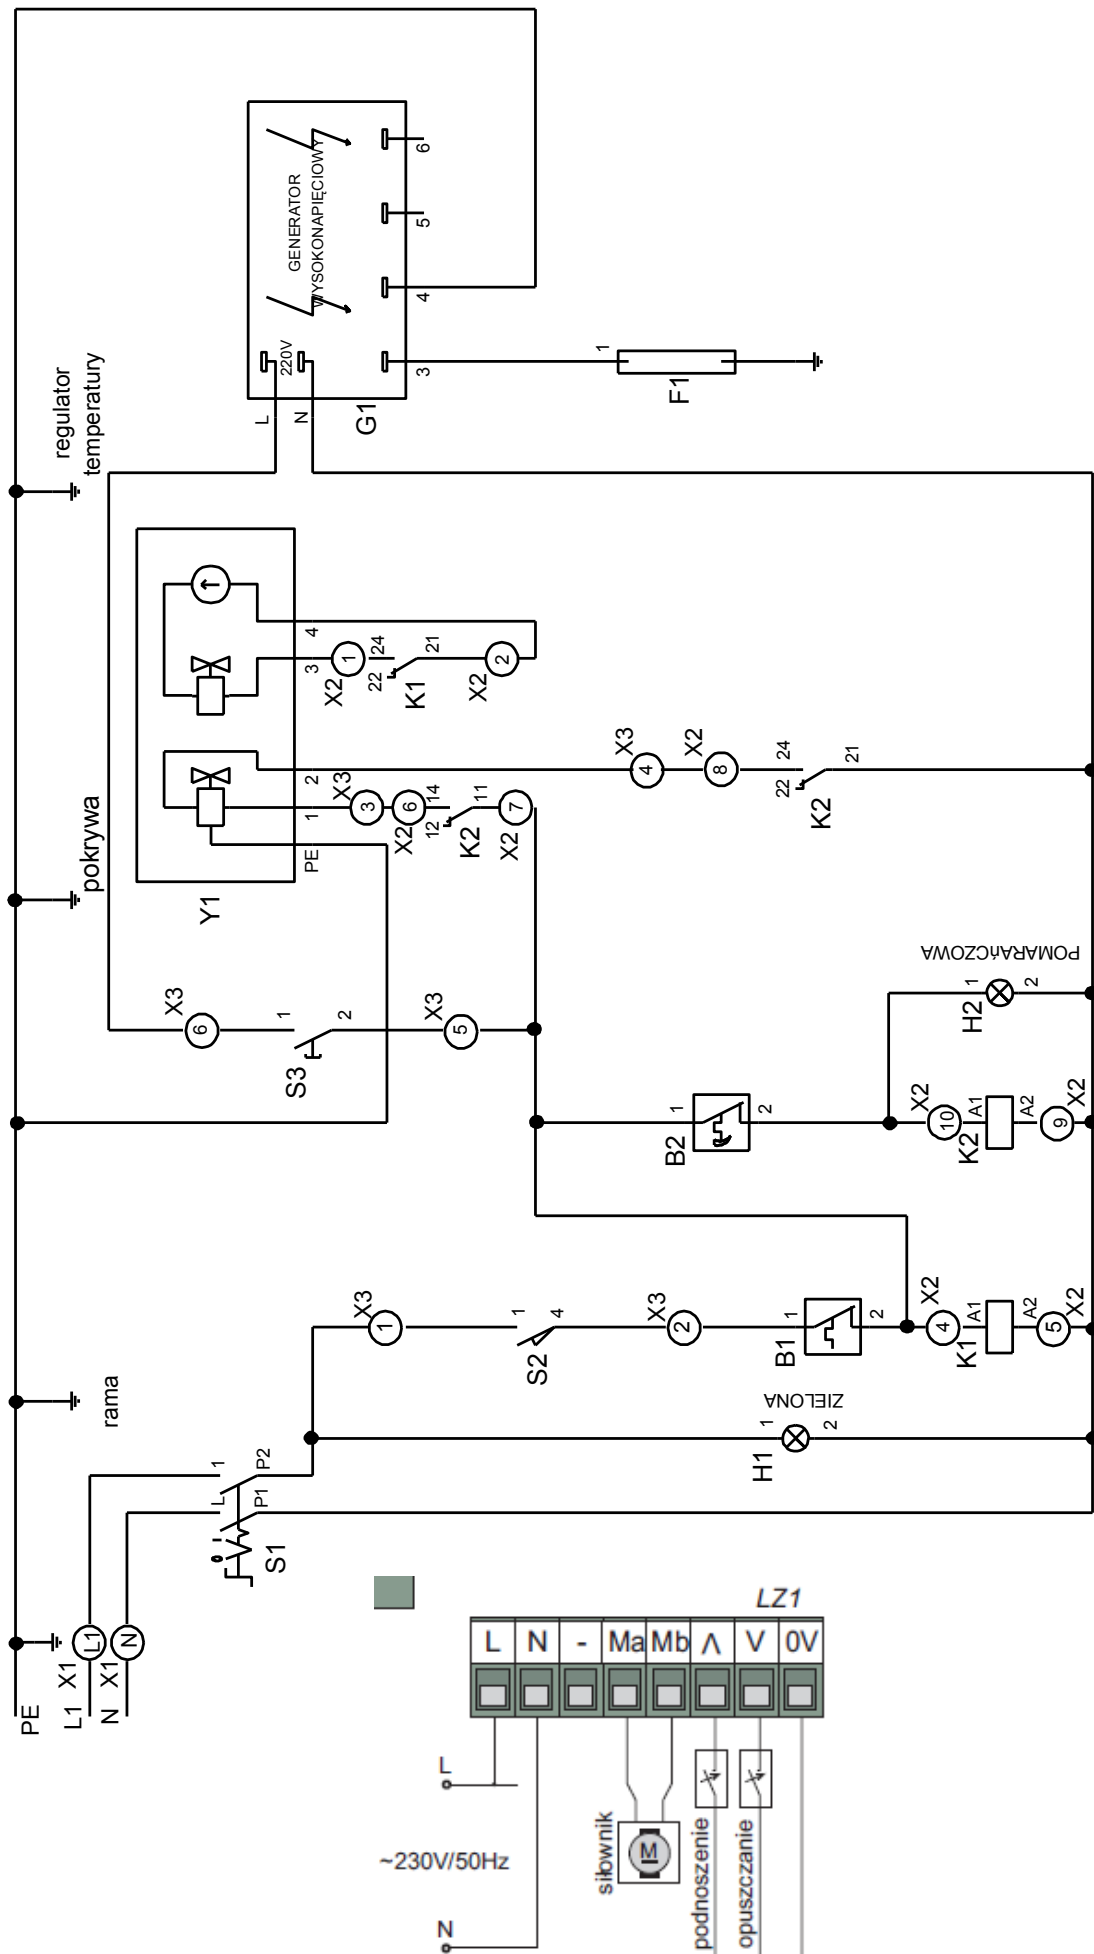 GENERATOR
WYSOKONAPIĘCIOWY
6
5
4
3
220V
L
N
G1
1
F1
regulator
temperatury
4
3
2
1
PE
Y1
pokrywa
X2
1
24
22
21
K1
X2
2
X3
4
X2
8
24
22
21
K2
X3
3
X2
6
14
12
11
K2
X2
7
X3
6
1
2
S3
X3
5
POMARAńCZOWA
H2
1
2
B2
1
2
X2
10
A1
A2
K2
9
X2
X3
1
1
4
S2
X3
2
B1
1
2
X2
4
A1
A2
K1
5
X2
rama
ZIELONA
H1
1
2
1
P2
L
P1
0
I
S1
PE
L1
X1
L1
N
X1
N
LZ1
L N - Ma Mb Λ V 0V
L
~230V/50Hz
N
siłownik
M
podnoszenie
opuszczanie